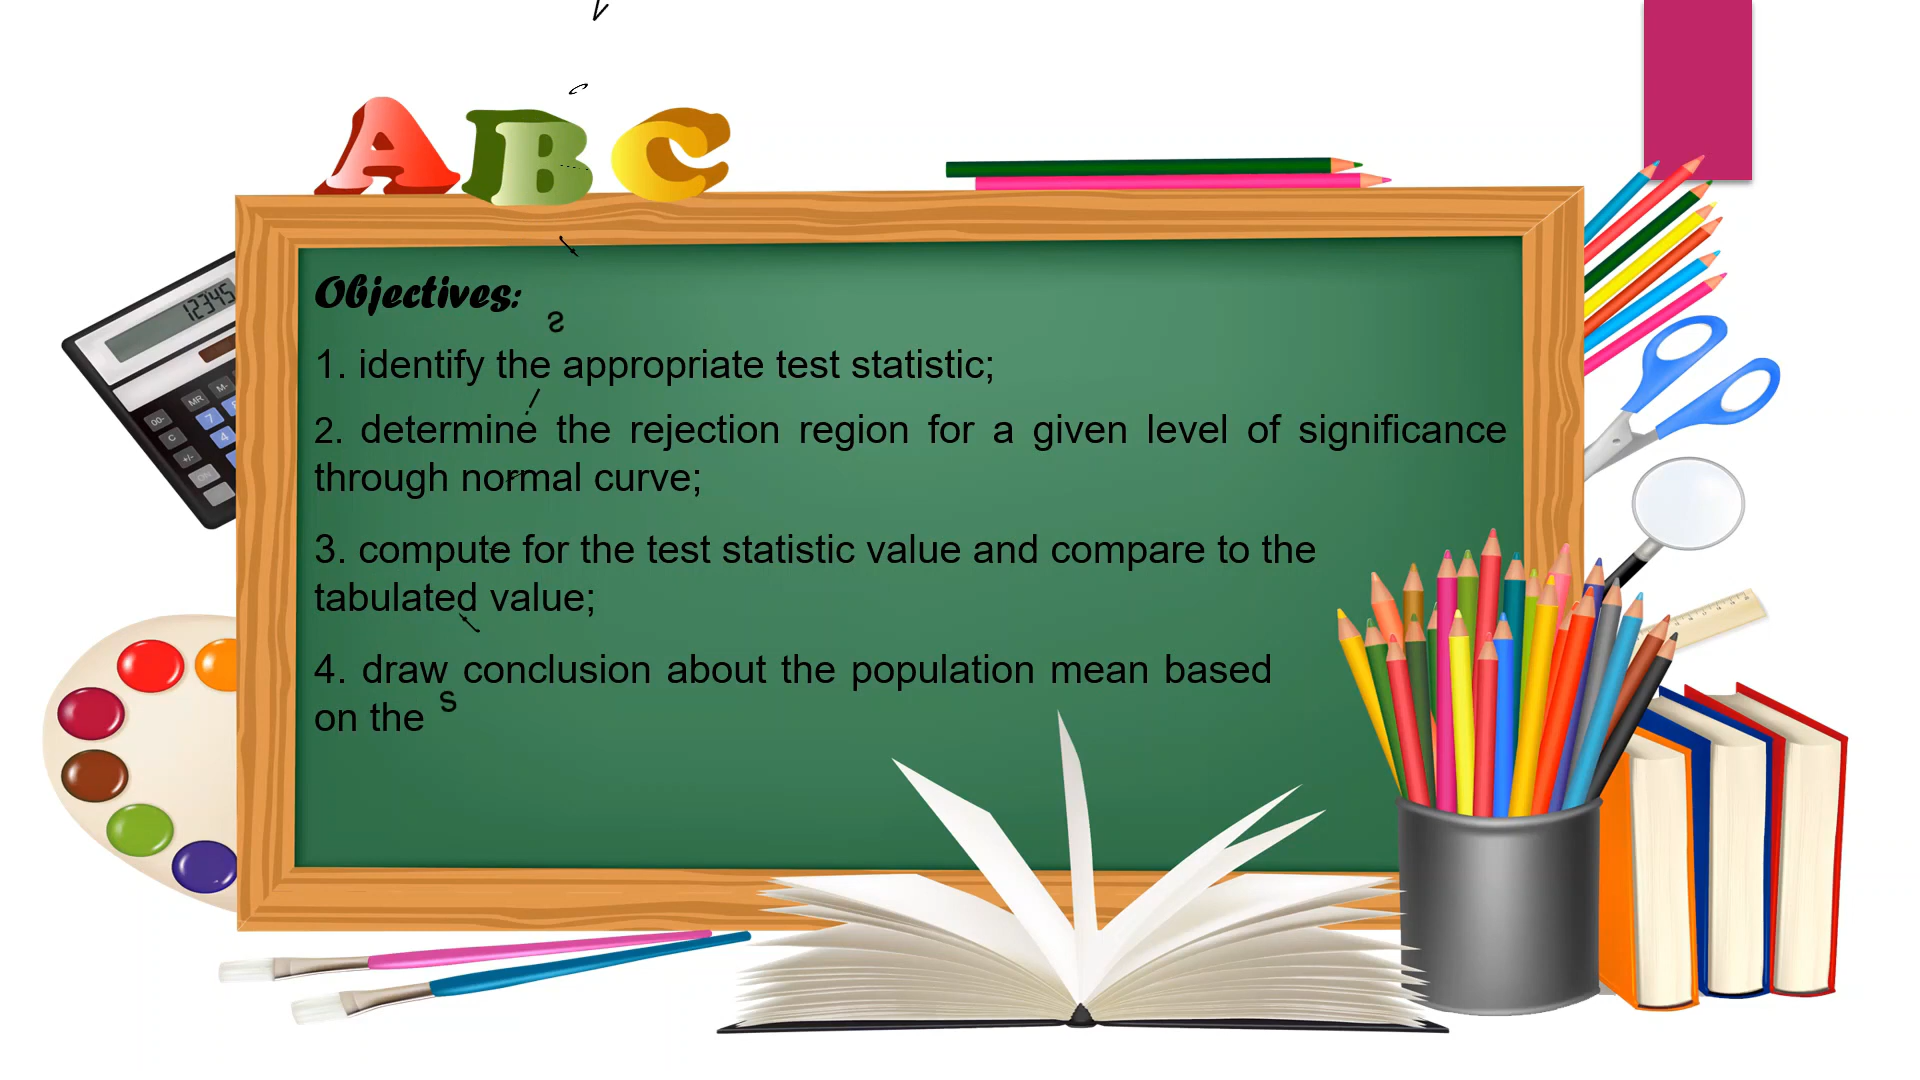 ABC
Objectives:
1. identify the appropriate test statistic;
2. determine the rejection region for a given level of significance
through normal curve;
3. compute for the test statistic value and compare to the
tabulated value;
4. draw conclusion about the population mean based
on the
12345